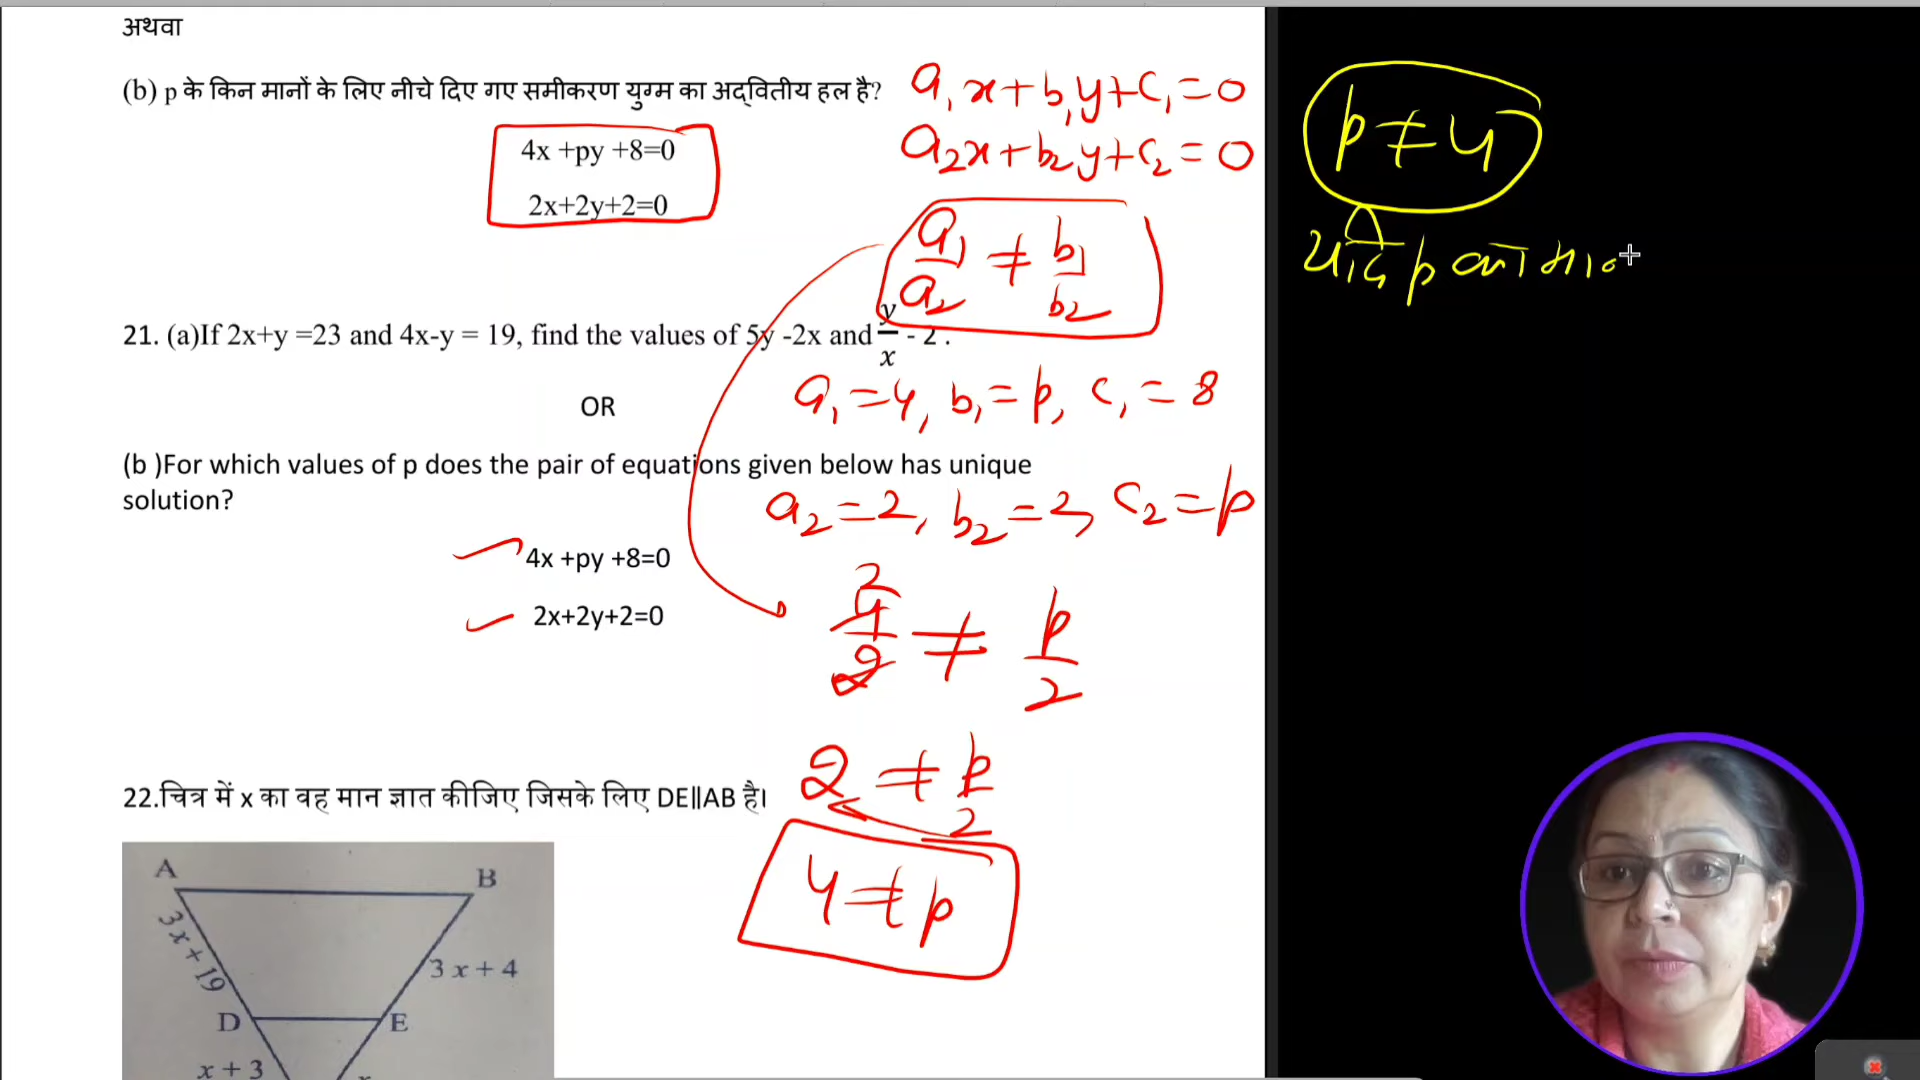 अथवा
(b) p के किन मानों के लिए नीचे दिए गए समीकरण युग्म का अद्वितीय हल है?
4x +py +8=0
2x+2y+2=0
a₁x+b₁y+c₁=0
a₂x+b₂y+c₂=0
a₁/a₂ ≠ b₁/b₂
21. (a)If 2x+y =23 and 4x-y = 19, find the values of 5y -2x and y/x - 2 .
OR
a₁=4, b₁=p, c₁=8
(b )For which values of p does the pair of equations given below has unique
solution?
a₂=2, b₂=2, c₂=p
4x +py +8=0
2x+2y+2=0
4/2 ≠ p/2
2
2 ≠ p/2
4≠p
22.चित्र में x का वह मान ज्ञात कीजिए जिसके लिए DE||AB है।
A
B
3x+19
3x+4
D
E
x+3
p≠4
यदि p का मान